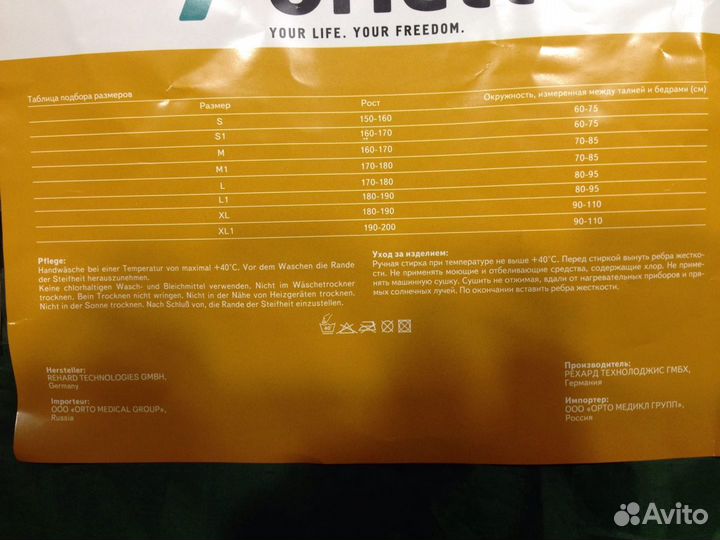 YOUR LIFE. YOUR FREEDOM.
Таблица подбора размеров
Размер Рост Окружность, измеренная между талией и бедрами (см)
S 150-160 60-75
S1 160-170 60-75
M 160-170 70-85
M1 170-180 70-85
L 170-180 80-95
L1 180-190 80-95
XL 180-190 90-110
XL1 190-200 90-110
Pflege:
Handwäsche bei einer Temperatur von maximal +40°C. Vor dem Waschen die Rande
der Steifheit herauszunehmen.
Keine chlorhaltigen Wasch- und Bleichmittel verwenden. Nicht im Wäschetrockner
trocknen. Bein Trocknen nicht wringen. Nicht in der Nähe von Heizgeräten trocknen.
Nicht in der Sonne trocknen. Nach Schluß von, die Rande der Steifheit einzustellen.
Уход за изделием:
Ручная стирка при температуре не выше +40°C. Перед стиркой вынуть ребра жестко-
сти. Не применять моющие и отбеливающие средства, содержащие хлор. Не приме-
нять машинную сушку. Сушить не отжимая, вдали от нагревательных приборов и пря-
мых солнечных лучей. По окончании вставить ребра жесткости.
40
Hersteller:
REHARD TECHNOLOGIES GMBH,
Germany
Importeur:
ООО «ORTO MEDICAL GROUP»,
Russia
Производитель:
РЕХАРД ТЕХНОЛОДЖИС ГМБХ,
Германия
Импортер:
ООО «ОРТО МЕДИКЛ ГРУПП»,
Россия
Avito